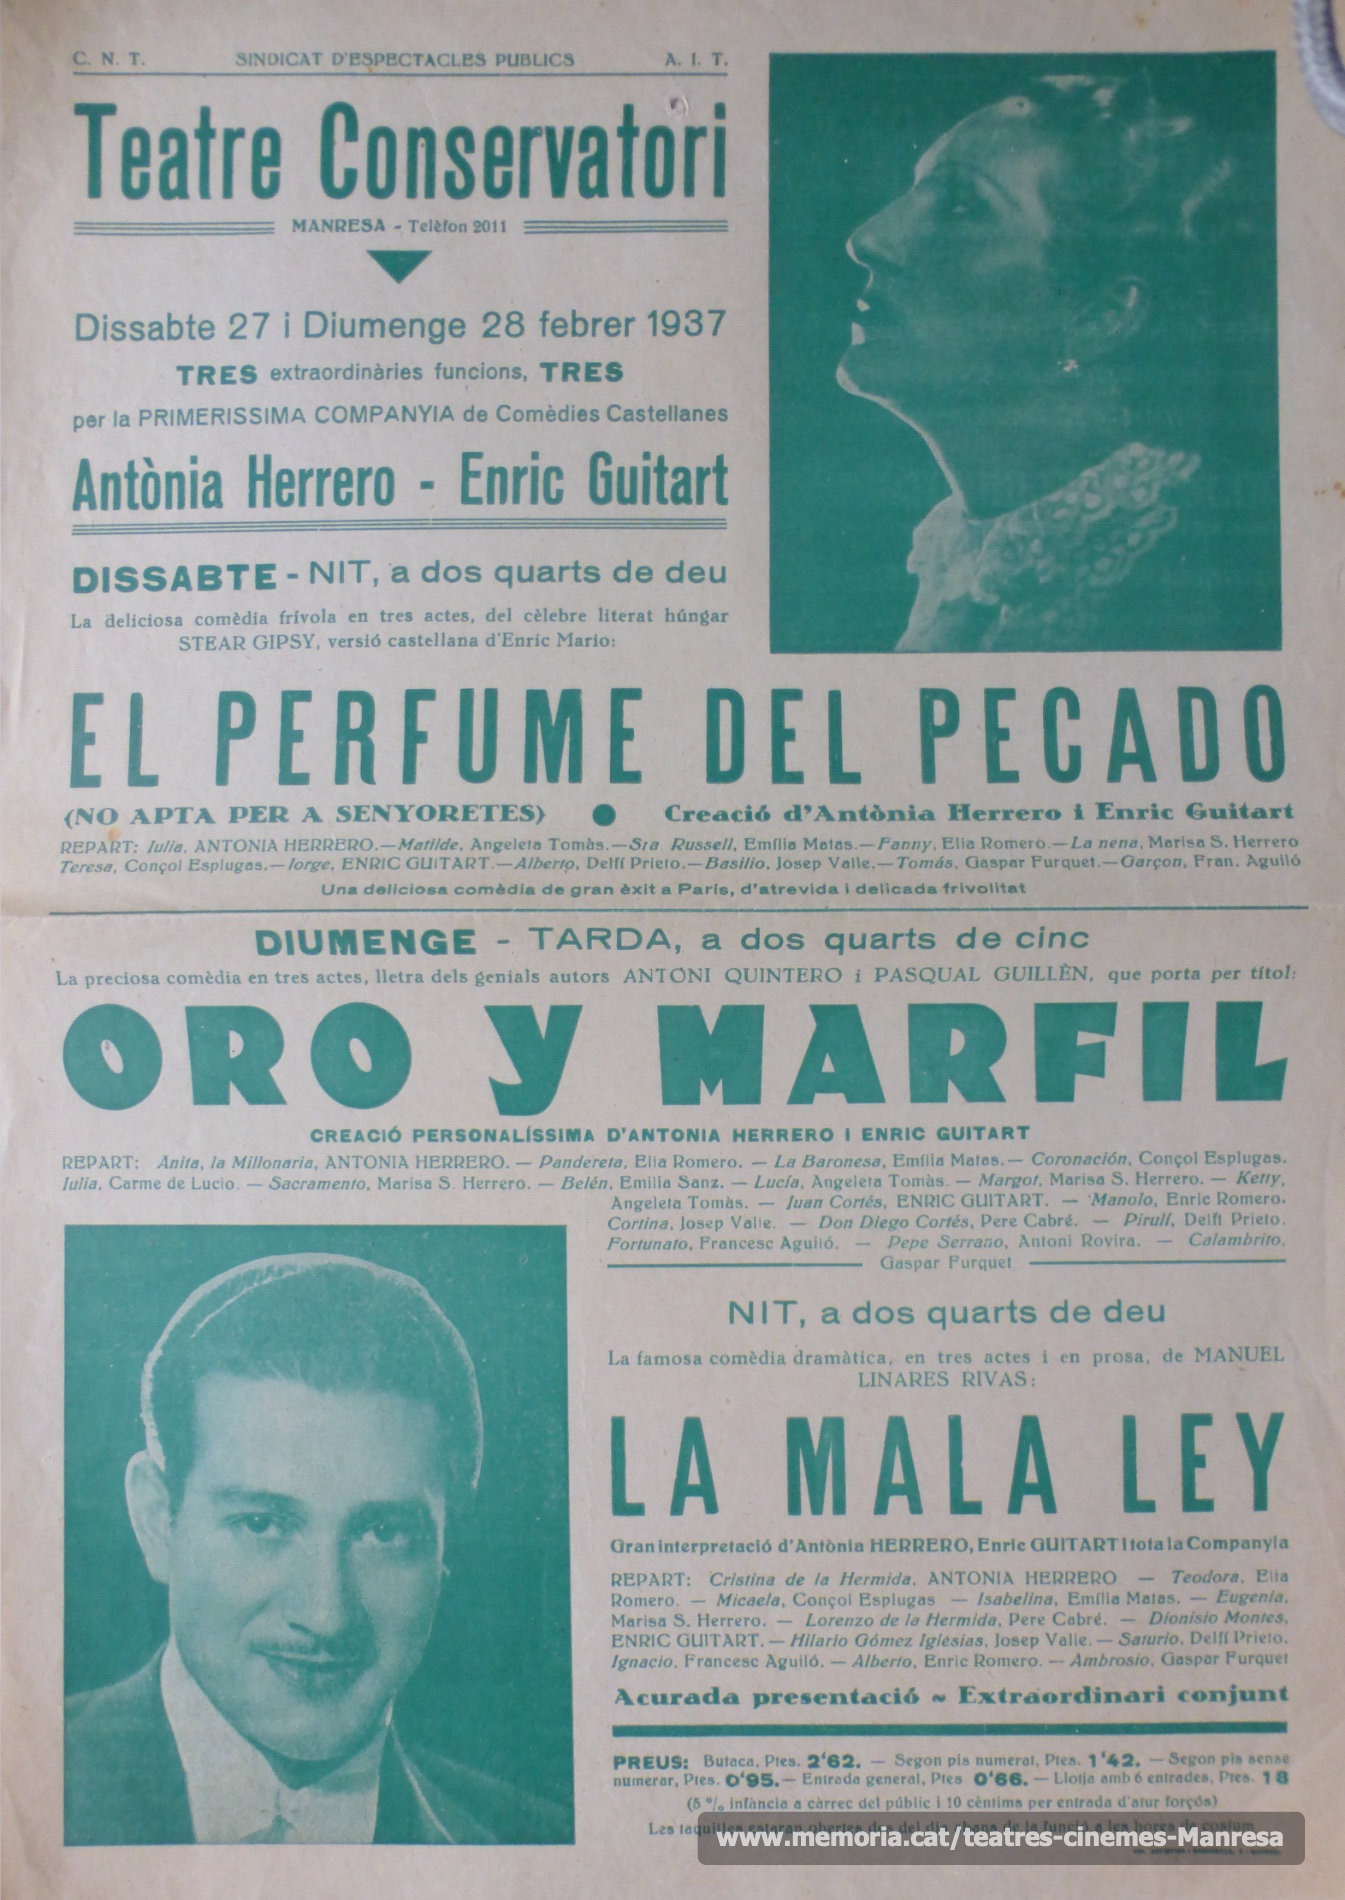 C. N. T. SINDICAT D'ESPECTACLES PUBLICS A. I. T.
Teatre Conservatori
MANRESA - Telèfon 2011
Dissabte 27 i Diumenge 28 febrer 1937
TRES extraordinàries funcions, TRES
per la PRIMERISSIMA COMPANYIA de Comèdies Castellanes
Antònia Herrero - Enric Guitart
DISSABTE - NIT, a dos quarts de deu
La deliciosa comèdia frívola en tres actes, del cèlebre literat húngar
STEAR GIPSY, versió castellana d'Enric Mario:
EL PERFUME DEL PECADO
(NO APTA PER A SENYORETES) ● Creació d'Antònia Herrero i Enric Guitart
REPART: Julia, ANTONIA HERRERO.—Matilde, Angeleta Tomàs.—Sra Russell, Emília Matas.—Fanny, Elia Romero.—La nena, Marisa S. Herrero
Teresa, Conçol Esplugas.—Jorge, ENRIC GUITART.—Alberto, Delfí Prieto.—Basilio, Josep Valle.—Tomás, Gaspar Furquet.—Garçon, Fran. Aguiló
Una deliciosa comèdia de gran èxit a París, d'atrevida i delicada frivolitat
DIUMENGE - TARDA, a dos quarts de cinc
La preciosa comèdia en tres actes, lletra dels genials autors ANTONI QUINTERO i PASQUAL GUILLÈN, que porta per títol:
ORO Y MARFIL
CREACIÓ PERSONALÍSSIMA D'ANTONIA HERRERO I ENRIC GUITART
REPART: Anita, la Millonaria, ANTONIA HERRERO. — Pandereta, Elia Romero. — La Baronesa, Emília Matas.— Coronación, Conçol Esplugas.
Julia, Carme de Lucio. — Sacramento, Marisa S. Herrero. — Belén, Emilia Sanz. — Lucía, Angeleta Tomàs. — Margot, Marisa S. Herrero. — Ketty,
Angeleta Tomàs. — Juan Cortés, ENRIC GUITART. — Manolo, Enric Romero.
Cortina, Josep Valle. — Don Diego Cortés, Pere Cabré. — Pirulí, Delfí Prieto.
Fortunato, Francesc Aguiló. — Pepe Serrano, Antoni Rovira. — Calambrito,
Gaspar Furquet
NIT, a dos quarts de deu
La famosa comèdia dramàtica, en tres actes i en prosa, de MANUEL
LINARES RIVAS:
LA MALA LEY
Gran interpretació d'Antònia HERRERO, Enric GUITART i tota la Companyia
REPART: Cristina de la Hermida, ANTONIA HERRERO — Teodora, Elia
Romero. — Micaela, Conçol Esplugas — Isabelina, Emília Matas. — Eugenia,
Marisa S. Herrero. — Lorenzo de la Hermida, Pere Cabré. — Dionisio Montes,
ENRIC GUITART. — Hilario Gómez Iglesias, Josep Valle. — Saturio, Delfí Prieto.
Ignacio, Francesc Aguiló. — Alberto, Enric Romero. — Ambrosio, Gaspar Furquet
Acurada presentació ~ Extraordinari conjunt
PREUS: Butaca, Ptes. 2'62. — Segon pis numerat, Ptes. 1'42. — Segon pis sense
numerar, Ptes. 0'95.— Entrada general, Ptes 0'66. — Llotja amb 6 entrades, Ptes. 18
(5 % infància a càrrec del públic i 10 cèntims per entrada d'atur forçós)
Les taquilles estaran obertes des del dia abans de la funció a les hores de costum
www.memoria.cat/teatres-cinemes-Manresa